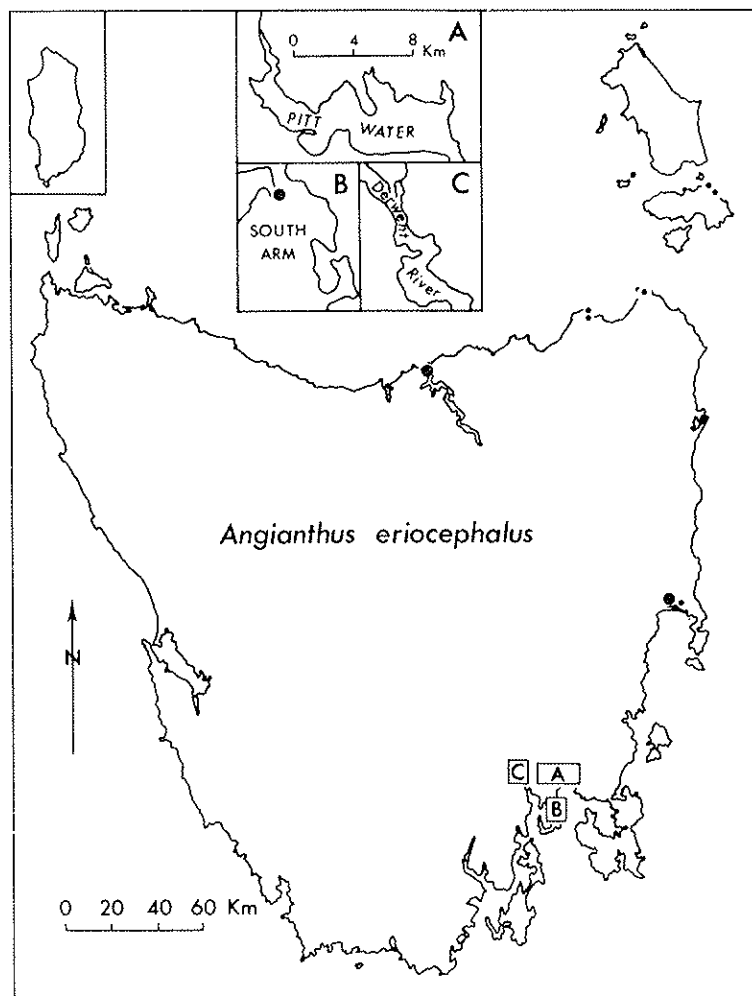 A
0 4 8
Km
PITT WATER
B
SOUTH
ARM
C
Derwent
River
Angianthus eriocephalus
N
C
A
B
0 20 40 60 Km